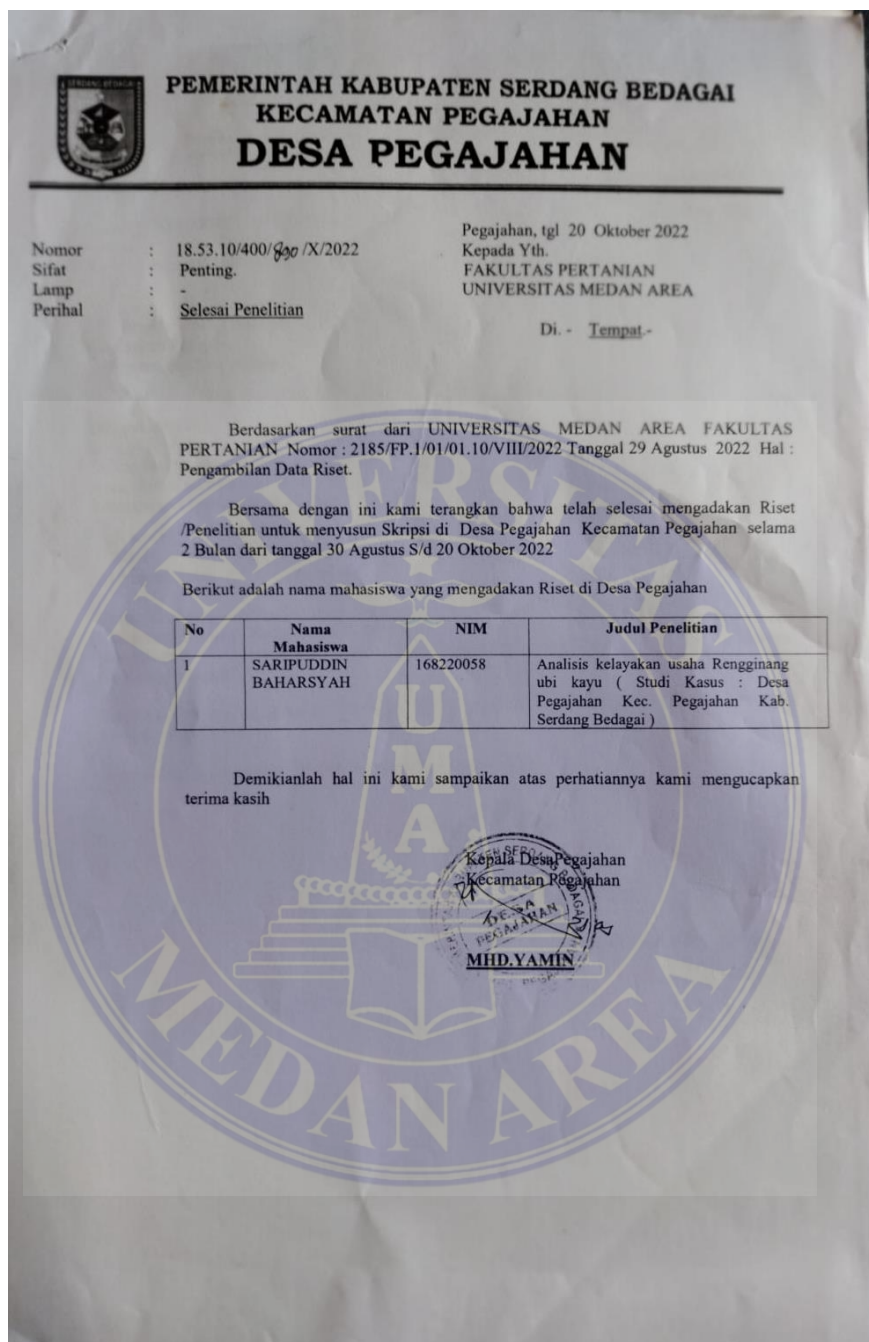 SERDANG BEDAGAI
PEMERINTAH KABUPATEN SERDANG BEDAGAI
KECAMATAN PEGAJAHAN
DESA PEGAJAHAN
Pegajahan, tgl 20 Oktober 2022
Nomor : 18.53.10/400/ /X/2022
Kepada Yth.
Sifat : Penting.
FAKULTAS PERTANIAN
Lamp : -
UNIVERSITAS MEDAN AREA
Perihal : Selesai Penelitian
Di. - Tempat.-
Berdasarkan surat dari UNIVERSITAS MEDAN AREA FAKULTAS
PERTANIAN Nomor : 2185/FP.1/01/01.10/VIII/2022 Tanggal 29 Agustus 2022 Hal :
Pengambilan Data Riset.
Bersama dengan ini kami terangkan bahwa telah selesai mengadakan Riset
/Penelitian untuk menyusun Skripsi di Desa Pegajahan Kecamatan Pegajahan selama
2 Bulan dari tanggal 30 Agustus S/d 20 Oktober 2022
Berikut adalah nama mahasiswa yang mengadakan Riset di Desa Pegajahan
No Nama NIM Judul Penelitian
Mahasiswa
1 SARIPUDDIN 168220058 Analisis kelayakan usaha Rengginang
BAHARSYAH ubi kayu ( Studi Kasus : Desa
Pegajahan Kec. Pegajahan Kab.
Serdang Bedagai )
Demikianlah hal ini kami sampaikan atas perhatiannya kami mengucapkan
terima kasih
Kepala DesaPegajahan
Kecamatan Pegajahan
DESA
PEGAJAHAN
MHD.YAMIN
UNIVERSITAS
UMA
MEDAN AREA